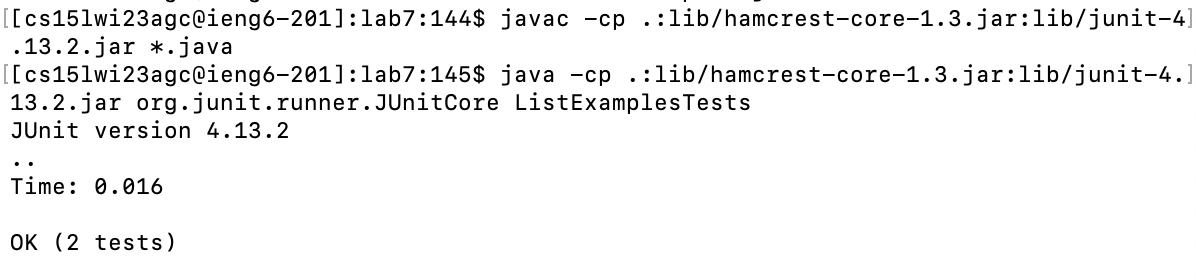 [[cs15lwi23agc@ieng6-201]:lab7:144$ javac -cp .:lib/hamcrest-core-1.3.jar:lib/junit-4]
.13.2.jar *.java
[[cs15lwi23agc@ieng6-201]:lab7:145$ java -cp .:lib/hamcrest-core-1.3.jar:lib/junit-4.]
13.2.jar org.junit.runner.JUnitCore ListExamplesTests
JUnit version 4.13.2
..
Time: 0.016
OK (2 tests)